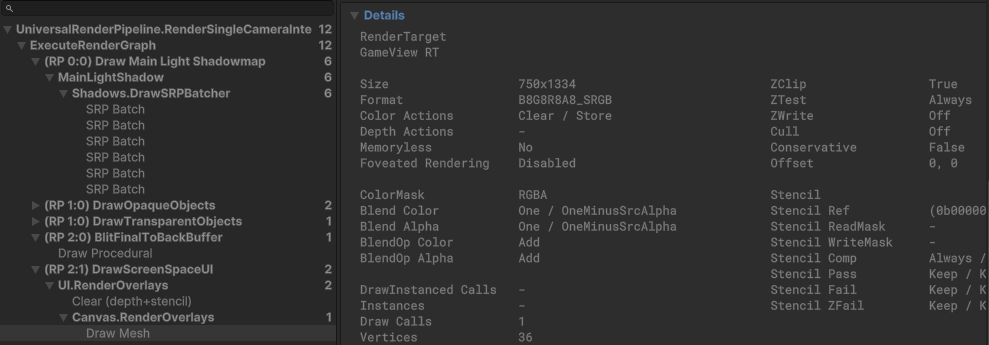 UniversalRenderPipeline.RenderSingleCameraInte 12
ExecuteRenderGraph 12
(RP 0:0) Draw Main Light Shadowmap 6
MainLightShadow 6
Shadows.DrawSRPBatcher 6
SRP Batch
SRP Batch
SRP Batch
SRP Batch
SRP Batch
SRP Batch
(RP 1:0) DrawOpaqueObjects 2
(RP 1:0) DrawTransparentObjects 1
(RP 2:0) BlitFinalToBackBuffer 1
Draw Procedural
(RP 2:1) DrawScreenSpaceUI 2
UI.RenderOverlays 2
Clear (depth+stencil)
Canvas.RenderOverlays 1
Draw Mesh
Details
RenderTarget
GameView RT
Size 750x1334 ZClip True
Format B8G8R8A8_SRGB ZTest Always
Color Actions Clear / Store ZWrite Off
Depth Actions - Cull Off
Memoryless No Conservative False
Foveated Rendering Disabled Offset 0, 0
ColorMask RGBA Stencil
Blend Color One / OneMinusSrcAlpha Stencil Ref (0b00000
Blend Alpha One / OneMinusSrcAlpha Stencil ReadMask -
BlendOp Color Add Stencil WriteMask -
BlendOp Alpha Add Stencil Comp Always /
Stencil Pass Keep / K
DrawInstanced Calls - Stencil Fail Keep / K
Instances - Stencil ZFail Keep / K
Draw Calls 1
Vertices 36